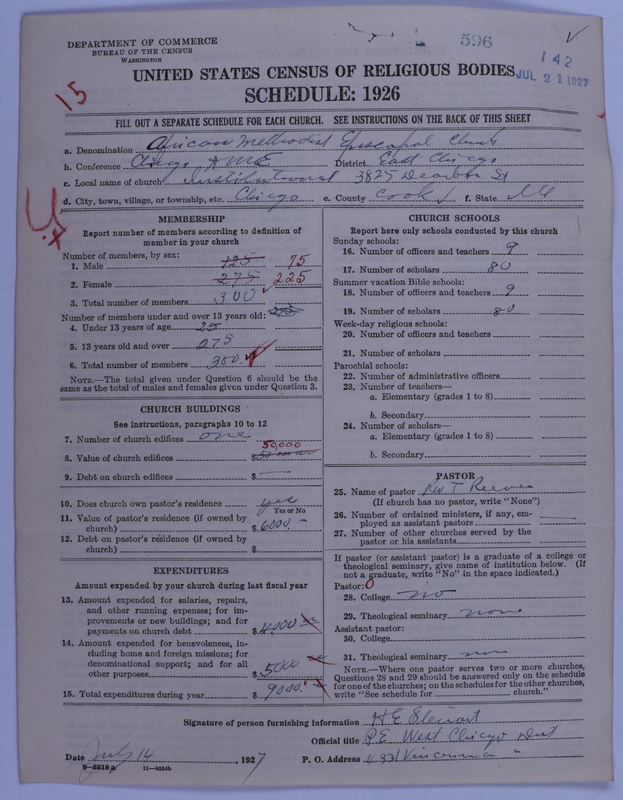 DEPARTMENT OF COMMERCE
BUREAU OF THE CENSUS
WASHINGTON
596
142
JUL 21 1927
15
UNITED STATES CENSUS OF RELIGIOUS BODIES
SCHEDULE: 1926
FILL OUT A SEPARATE SCHEDULE FOR EACH CHURCH. SEE INSTRUCTIONS ON THE BACK OF THIS SHEET
a. Denomination African Methodist Episcopal Church
b. Conference Chicago AME District East Chicago
c. Local name of church Institutional 3825 Dearborn St
d. City, town, village, or township, etc. Chicago e. County Cook f. State Ill
MEMBERSHIP
Report number of members according to definition of
member in your church
Number of members, by sex:
1. Male 125 75
2. Female 275 225
3. Total number of members 300
Number of members under and over 13 years old: 275
4. Under 13 years of age 25
5. 13 years old and over 275
6. Total number of members 300
NOTE.—The total given under Question 6 should be the
same as the total of males and females given under Question 3.
CHURCH BUILDINGS
See instructions, paragraphs 10 to 12
7. Number of church edifices one
50,000
8. Value of church edifices $
9. Debt on church edifices $
10. Does church own pastor's residence yes
Yes or No
11. Value of pastor's residence (if owned by
church) $6000.
12. Debt on pastor's residence (if owned by
church) $
EXPENDITURES
Amount expended by your church during last fiscal year
13. Amount expended for salaries, repairs,
and other running expenses; for im-
provements or new buildings; and for
payments on church debt $4,000
14. Amount expended for benevolences, in-
cluding home and foreign missions; for
denominational support; and for all
other purposes $5000
15. Total expenditures during year $9000.
CHURCH SCHOOLS
Report here only schools conducted by this church
Sunday schools:
16. Number of officers and teachers 9
17. Number of scholars 80
Summer vacation Bible schools:
18. Number of officers and teachers 9
19. Number of scholars 80
Week-day religious schools:
20. Number of officers and teachers
21. Number of scholars
Parochial schools:
22. Number of administrative officers
23. Number of teachers—
a. Elementary (grades 1 to 8)
b. Secondary
24. Number of scholars—
a. Elementary (grades 1 to 8)
b. Secondary
PASTOR
25. Name of pastor Rev T Reeves
(If church has no pastor, write "None")
26. Number of ordained ministers, if any, em-
ployed as assistant pastors
27. Number of other churches served by the
pastor or his assistants
If pastor (or assistant pastor) is a graduate of a college or
theological seminary, give name of institution below. (If
not a graduate, write "No" in the space indicated.)
Pastor: 0
28. College no
29. Theological seminary none
Assistant pastor:
30. College
31. Theological seminary non
NOTE.—Where one pastor serves two or more churches,
Questions 28 and 29 should be answered only on the schedule
for one of the churches; on the schedules for the other churches,
write "See schedule for church."
Signature of person furnishing information H E Stewart
Official title P.E West Chicago Dist
Date July 14, 1927 P. O. Address
8-5518a 11-9264b